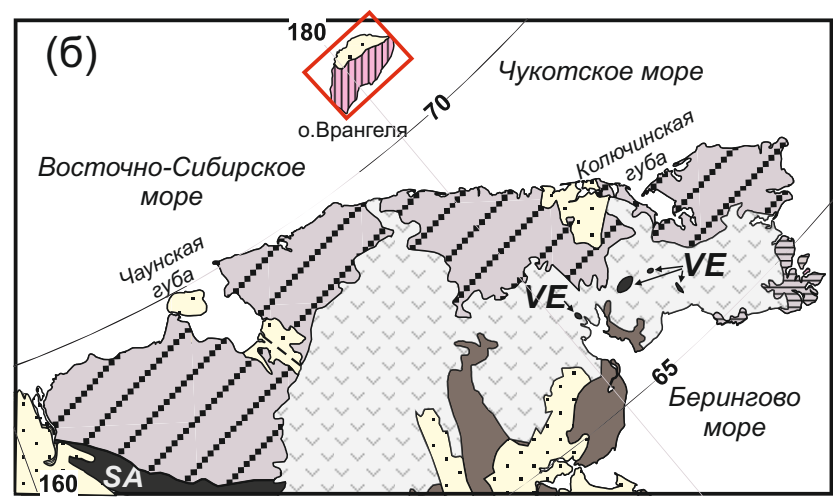 180
(б)
Чукотское море
70
о.Врангеля
Колючинская
губа
Восточно-Сибирское
море
Чаунская
губа
VE
VE
65
Берингово
море
SA
160